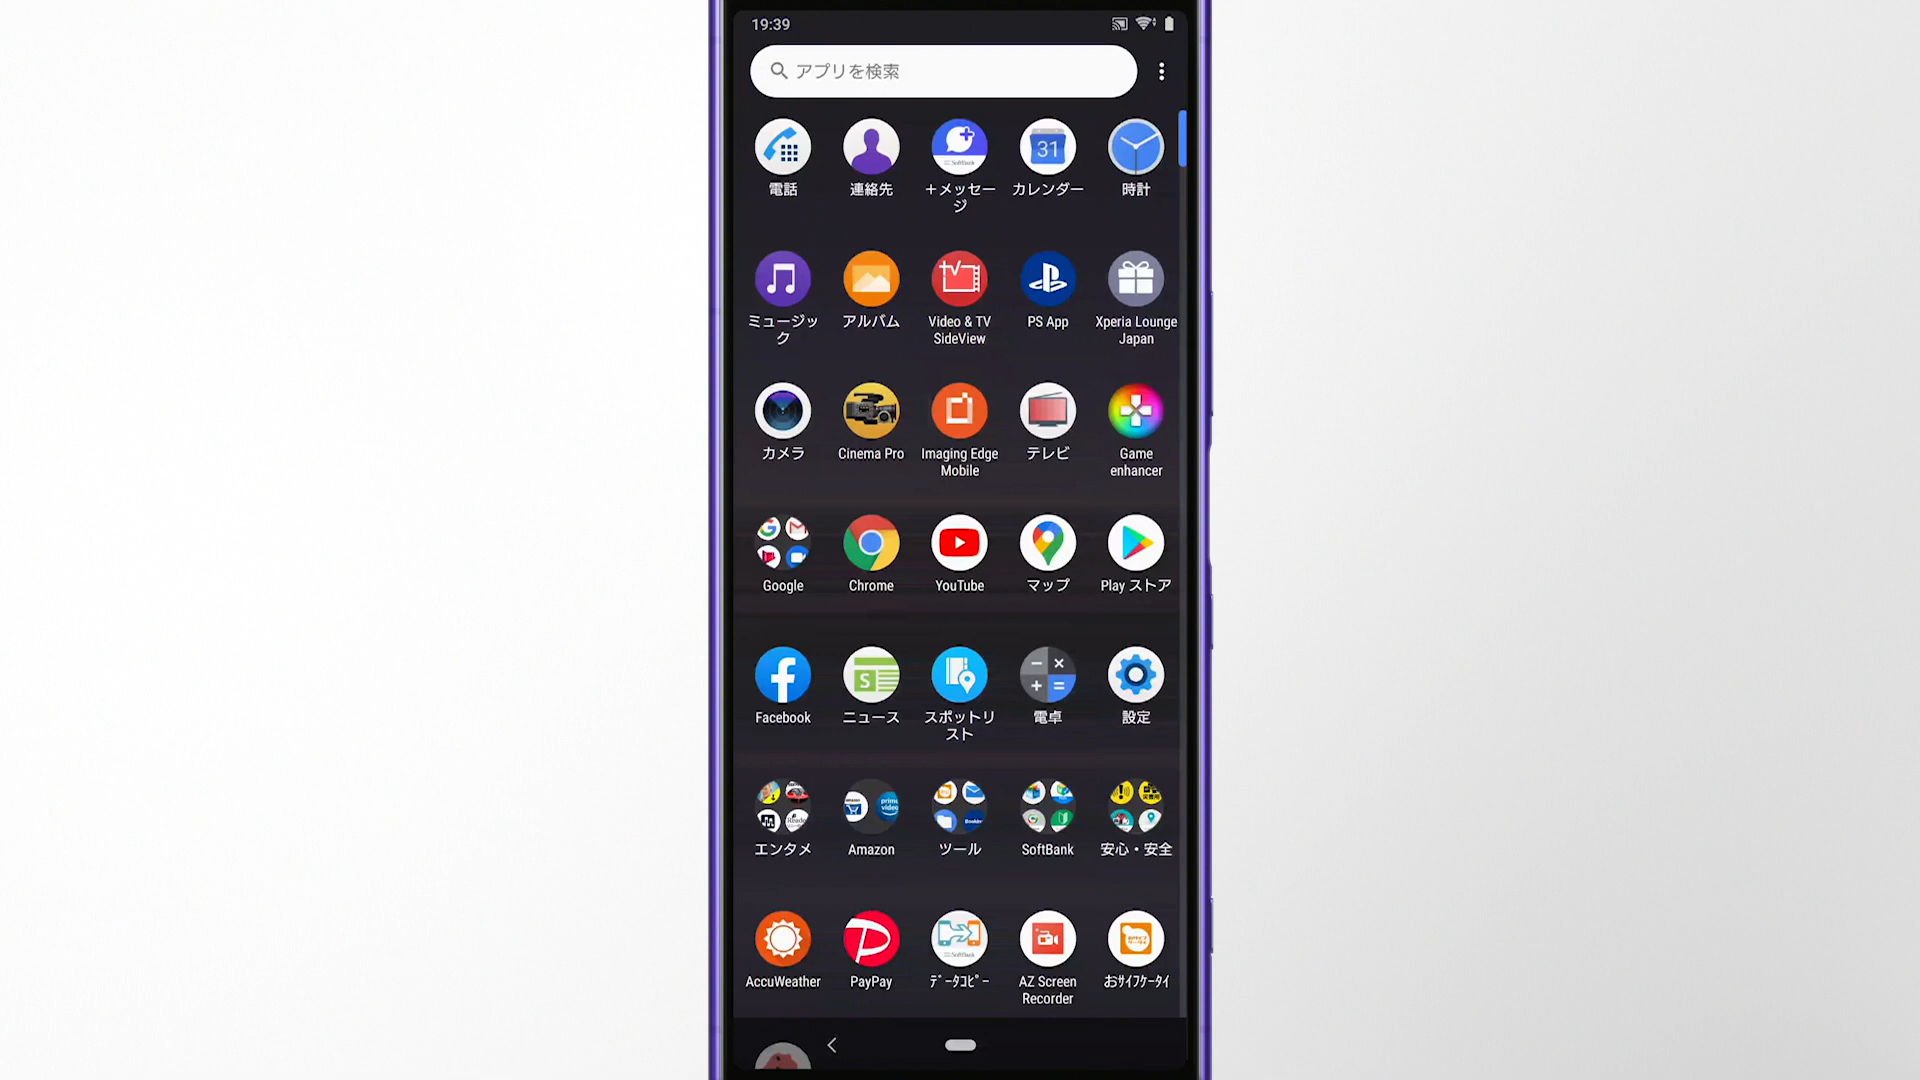 19:39
アプリを検索
SoftBank
31
電話
連絡先
+メッセー
ジ
カレンダー
時計
ミュージッ
ク
アルバム
Video & TV
SideView
PS App
Xperia Lounge
Japan
カメラ
Cinema Pro
Imaging Edge
Mobile
テレビ
Game
enhancer
Google
Chrome
YouTube
マップ
Play ストア
Facebook
ニュース
スポットリ
スト
電卓
設定
prime
video
エンタメ
Amazon
ツール
SoftBank
安心・安全
SoftBank
AccuWeather
PayPay
ﾃﾞｰﾀｺﾋﾟｰ
AZ Screen
Recorder
おｻｲﾌｹｰﾀｲ